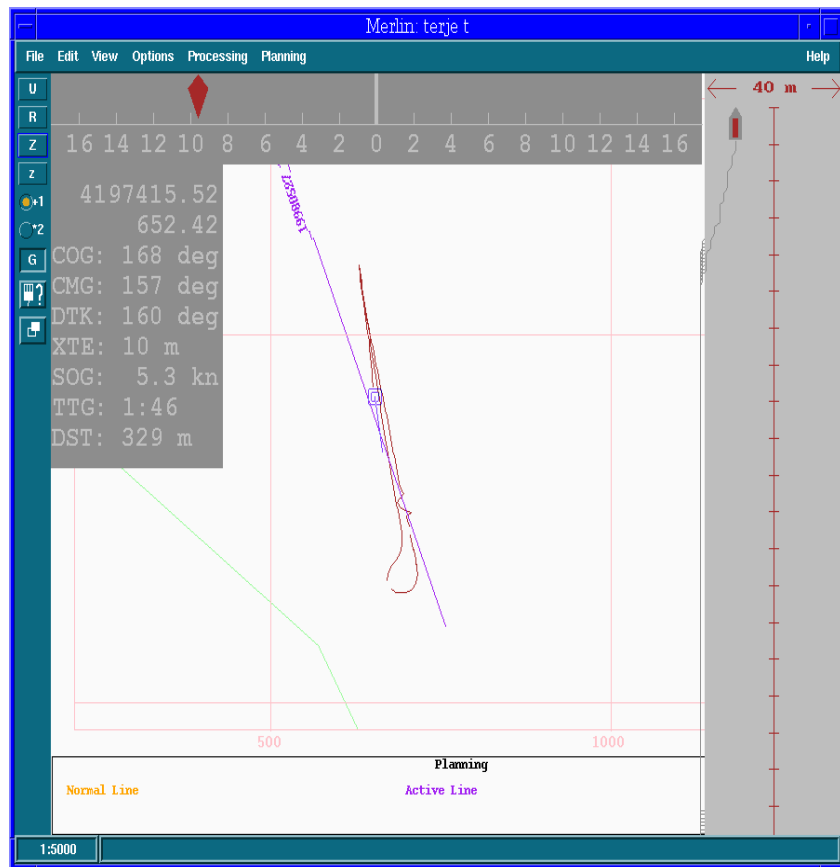 Merlin: terje t
File Edit View Options Processing Planning Help
U
R
Z
z
+1
*2
G
?
40 m
16 14 12 10 8 6 4 2 0 2 4 6 8 10 12 14 16
4197415.52
652.42
COG: 168 deg
CMG: 157 deg
DTK: 160 deg
XTE: 10 m
SOG: 5.3 kn
TTG: 1:46
DST: 329 m
500 1000
Planning
Normal Line Active Line
1:5000